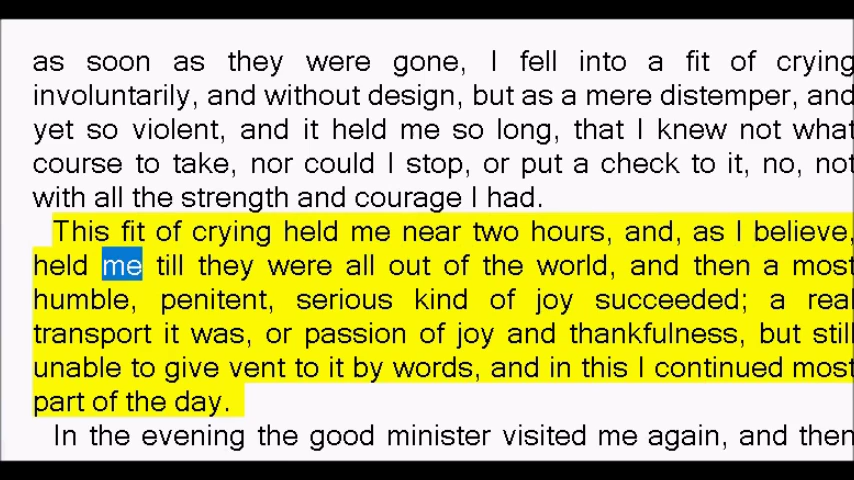 as soon as they were gone, I fell into a fit of crying
involuntarily, and without design, but as a mere distemper, and
yet so violent, and it held me so long, that I knew not what
course to take, nor could I stop, or put a check to it, no, not
with all the strength and courage I had.
This fit of crying held me near two hours, and, as I believe,
held me till they were all out of the world, and then a most
humble, penitent, serious kind of joy succeeded; a real
transport it was, or passion of joy and thankfulness, but still
unable to give vent to it by words, and in this I continued most
part of the day.
In the evening the good minister visited me again, and then